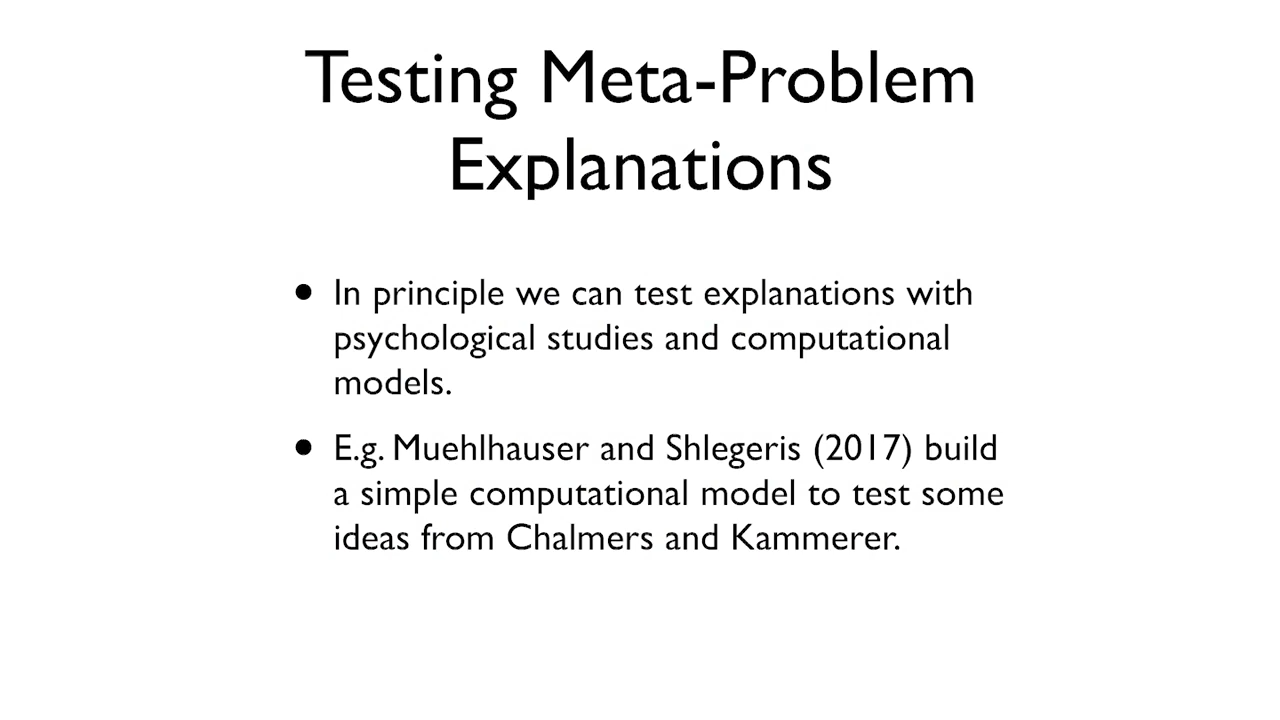 Testing Meta-Problem
Explanations
• In principle we can test explanations with
psychological studies and computational
models.
• E.g. Muehlhauser and Shlegeris (2017) build
a simple computational model to test some
ideas from Chalmers and Kammerer.